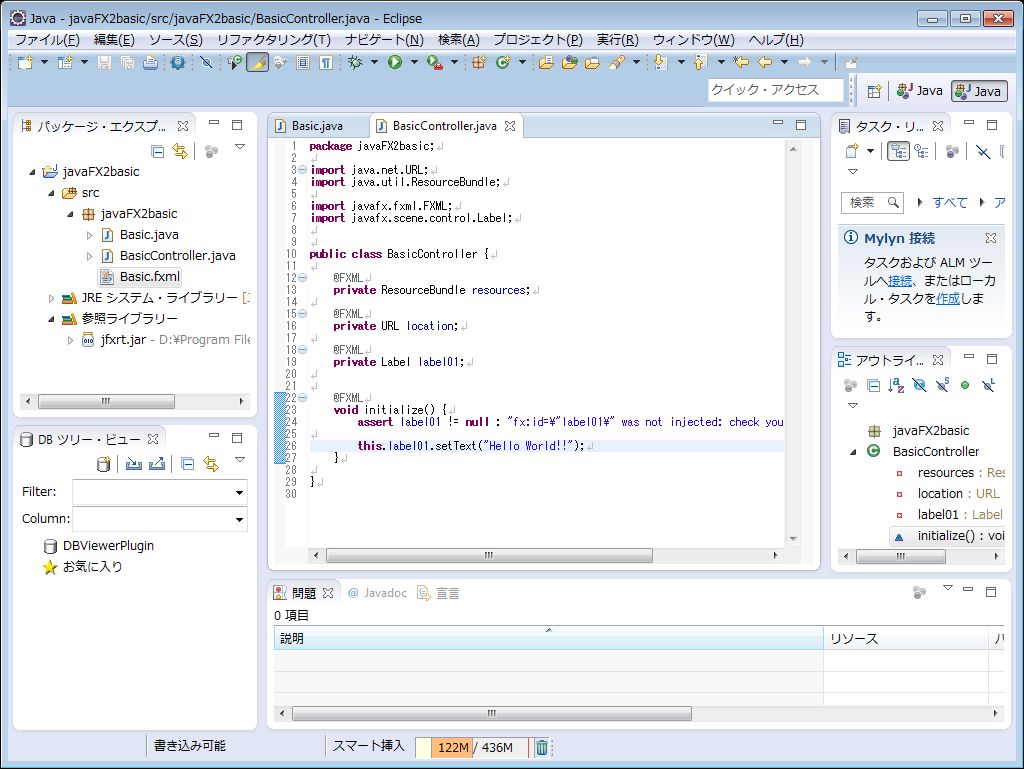 Java - javaFX2basic/src/javaFX2basic/BasicController.java - Eclipse
ファイル(F) 編集(E) ソース(S) リファクタリング(T) ナビゲート(N) 検索(A) プロジェクト(P) 実行(R) ウィンドウ(W) ヘルプ(H)
クイック・アクセス
Java
Java
パッケージ・エクスプ...
javaFX2basic
src
javaFX2basic
Basic.java
BasicController.java
Basic.fxml
JRE システム・ライブラリー
参照ライブラリー
jfxrt.jar - D:¥Program File
DB ツリー・ビュー
Filter:
Column:
DBViewerPlugin
お気に入り
Basic.java
BasicController.java
1 package javaFX2basic;
2
3 import java.net.URL;
4 import java.util.ResourceBundle;
5
6 import javafx.fxml.FXML;
7 import javafx.scene.control.Label;
8
9
10 public class BasicController {
11
12 @FXML
13 private ResourceBundle resources;
14
15 @FXML
16 private URL location;
17
18 @FXML
19 private Label label01;
20
21
22 @FXML
23 void initialize() {
24 assert label01 != null : "fx:id=¥"label01¥" was not injected: check you
25
26 this.label01.setText("Hello World!!");
27 }
28
29 }
30
タスク・リ...
検索
すべて
ア
Mylyn 接続
タスクおよび ALM ツー
ルへ接続、またはローカ
ル・タスクを作成しま
す。
アウトライ...
javaFX2basic
BasicController
resources : Res
location : URL
label01 : Label
initialize() : voi
問題
@ Javadoc
宣言
0 項目
説明
リソース
パ
書き込み可能
スマート挿入
122M / 436M